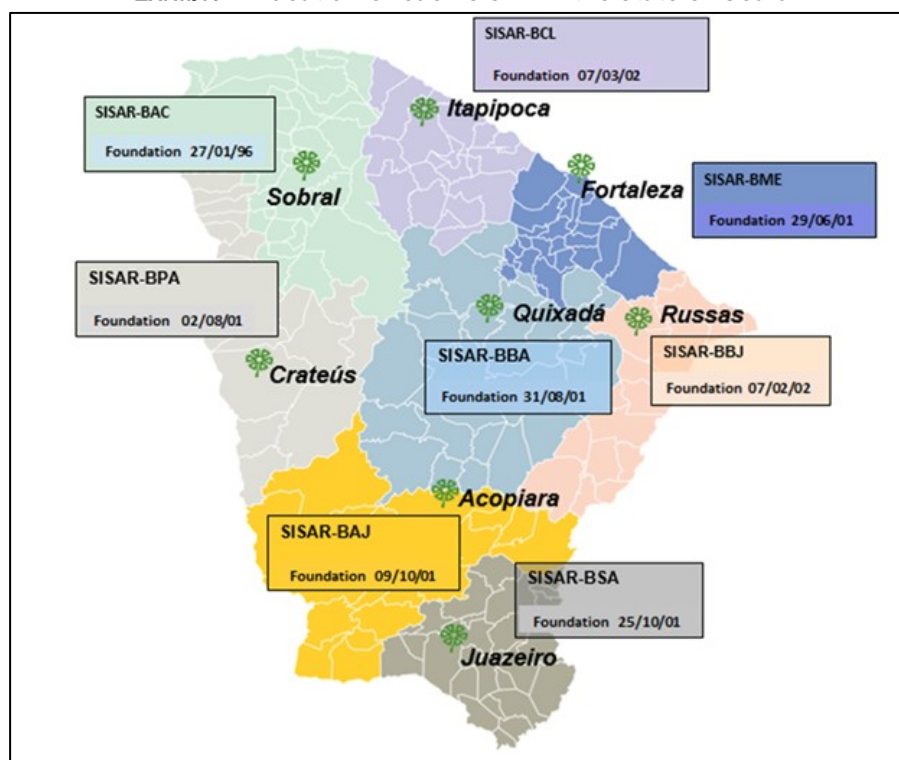 SISAR-BCL
Foundation 07/03/02
Itapipoca
SISAR-BAC
Foundation 27/01/96
Sobral
Fortaleza
SISAR-BME
Foundation 29/06/01
SISAR-BPA
Foundation 02/08/01
Crateús
Quixadá
Russas
SISAR-BBA
Foundation 31/08/01
SISAR-BBJ
Foundation 07/02/02
Acopiara
SISAR-BAJ
Foundation 09/10/01
SISAR-BSA
Foundation 25/10/01
Juazeiro